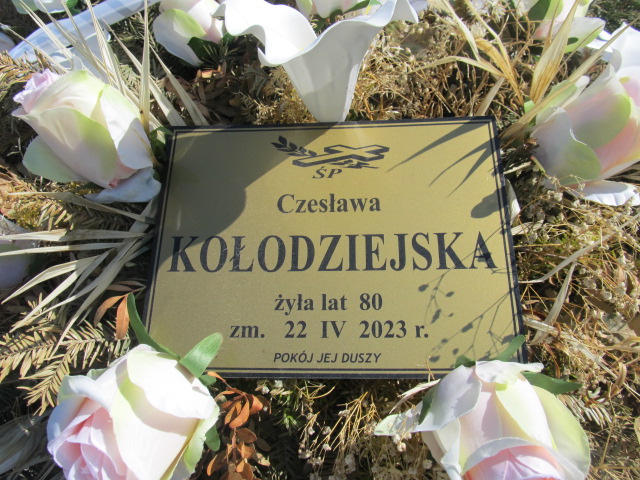 ŚP
Czesława
KOŁODZIEJSKA
żyła lat 80
zm. 22 IV 2023 r.
POKÓJ JEJ DUSZY